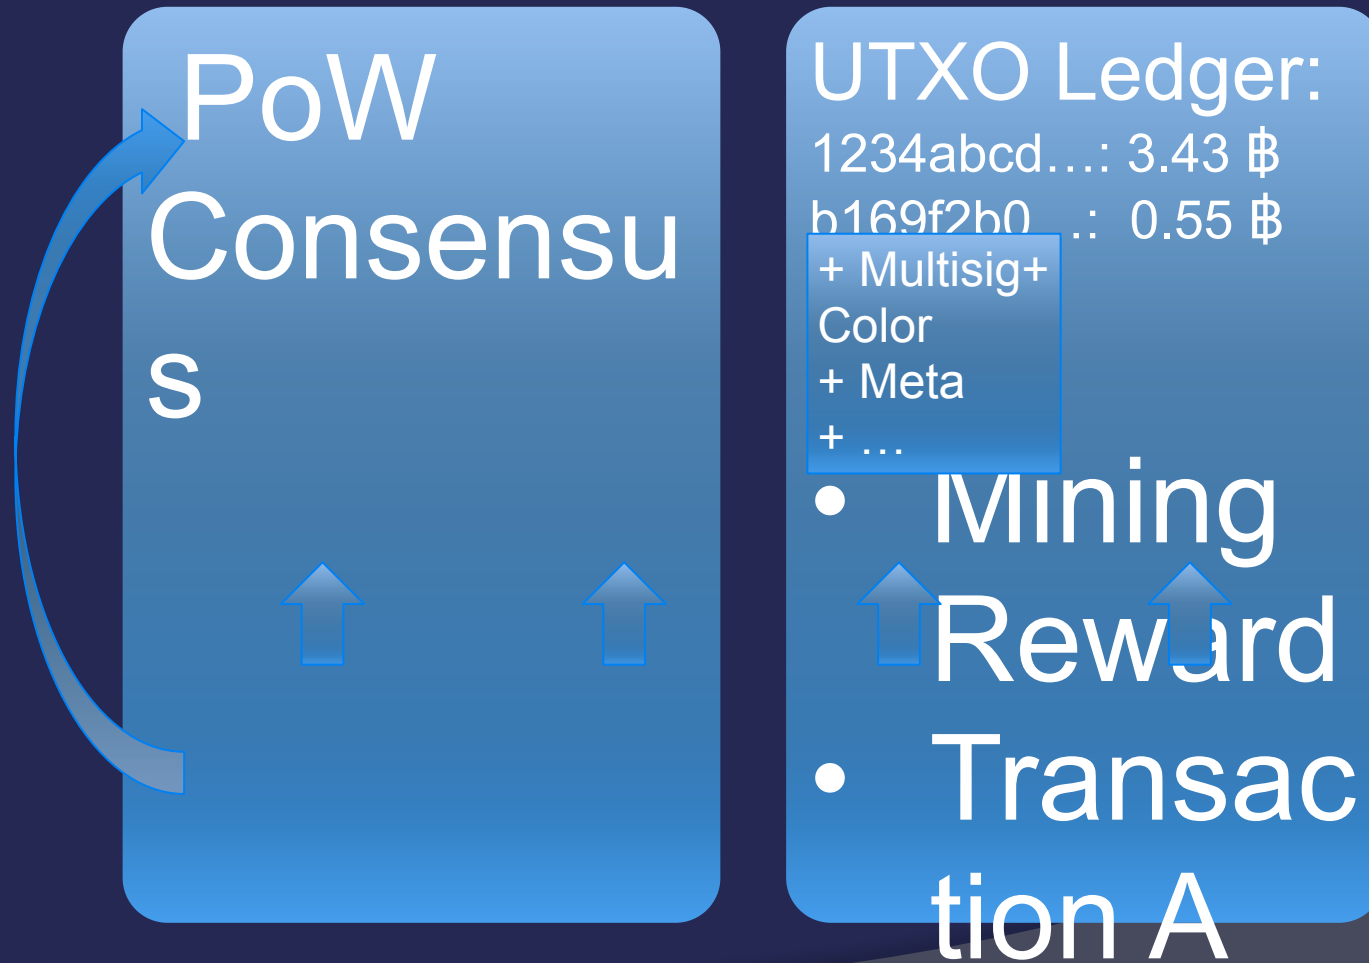 PoW
Consensu
s
UTXO Ledger:
1234abcd…: 3.43 ฿
b169f2b0…: 0.55 ฿
+ Multisig+
Color
+ Meta
+ …
• Mining
Reward
• Transac
tion A